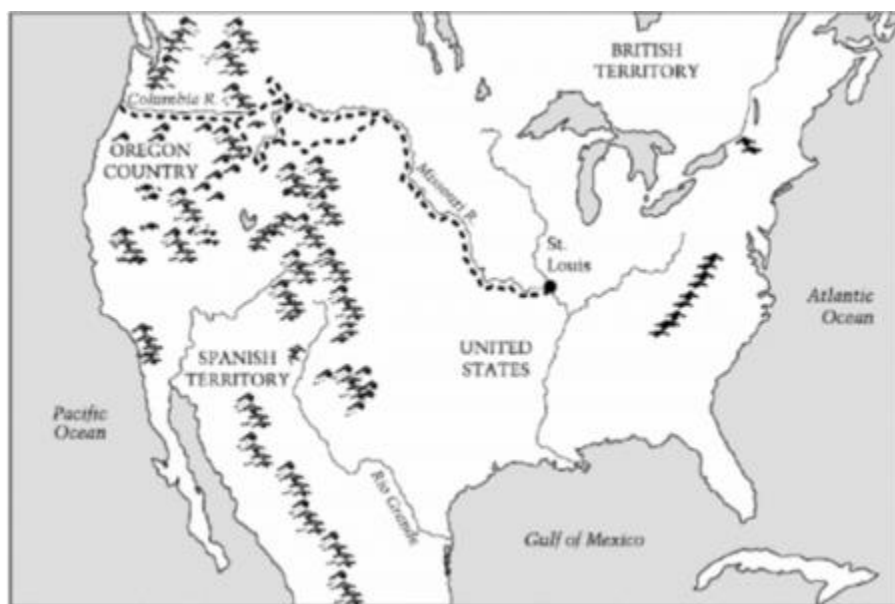 BRITISH
TERRITORY
Columbia R.
OREGON
COUNTRY
Missouri R.
St.
Louis
Atlantic
Ocean
UNITED
STATES
SPANISH
TERRITORY
Pacific
Ocean
Rio Grande
Gulf of Mexico